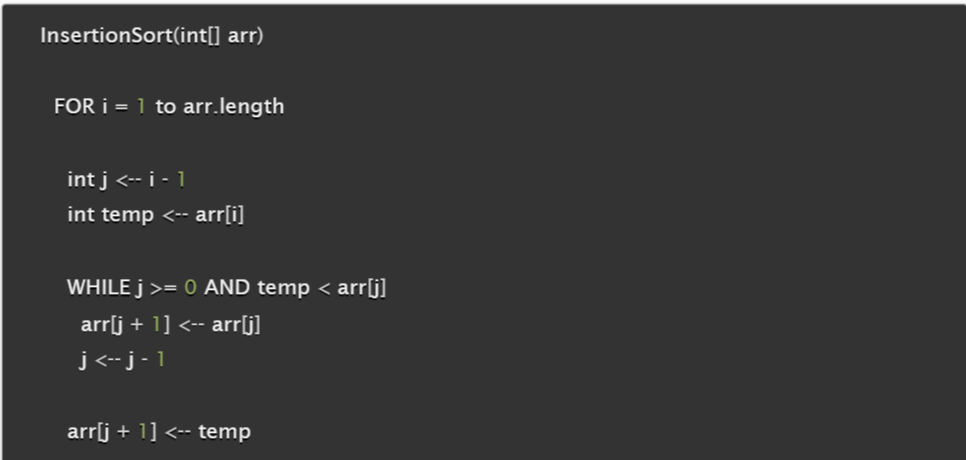 InsertionSort(int[] arr)
FOR i = 1 to arr.length
int j <-- i - 1
int temp <-- arr[i]
WHILE j >= 0 AND temp < arr[j]
arr[j + 1] <-- arr[j]
j <-- j - 1
arr[j + 1] <-- temp